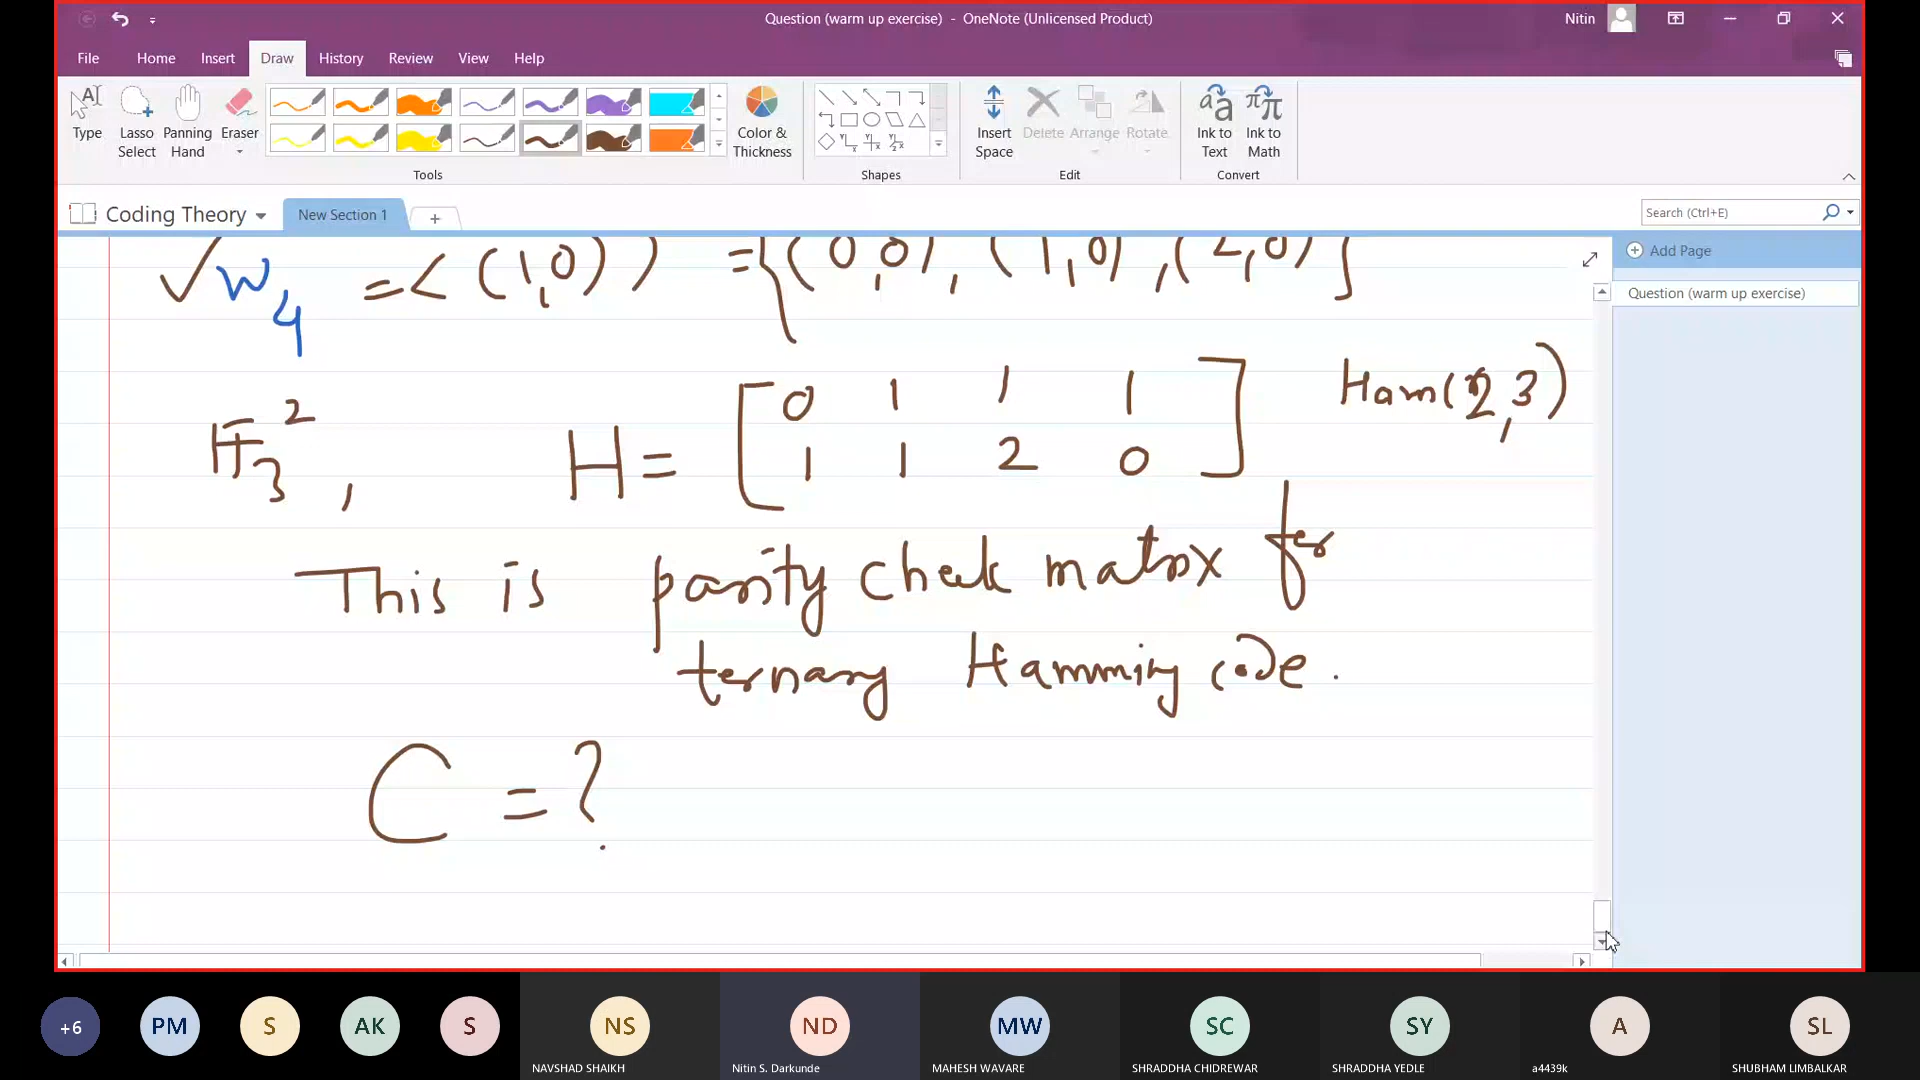 Question (warm up exercise) - OneNote (Unlicensed Product)
Nitin
File Home Insert Draw History Review View Help
Type Lasso Select Panning Hand Eraser
Color & Thickness
Insert Space Delete Arrange Rotate
Ink to Text Ink to Math
Tools Shapes Edit Convert
Coding Theory New Section 1 +
Search (Ctrl+E)
Add Page
Question (warm up exercise)
✓ W4 = < (1,0) > = { (0,0), (1,0), (2,0) }
F3^2, H = [ 0 1 1 1
1 1 2 0 ]
Ham(2,3)
This is parity check matrix for
ternary Hamming code.
C = ?
+6 PM S AK S NS ND MW SC SY A SL
NAVSHAD SHAIKH Nitin S. Darkunde MAHESH WAVARE SHRADDHA CHIDREWAR SHRADDHA YEDLE a4439k SHUBHAM LIMBALKAR